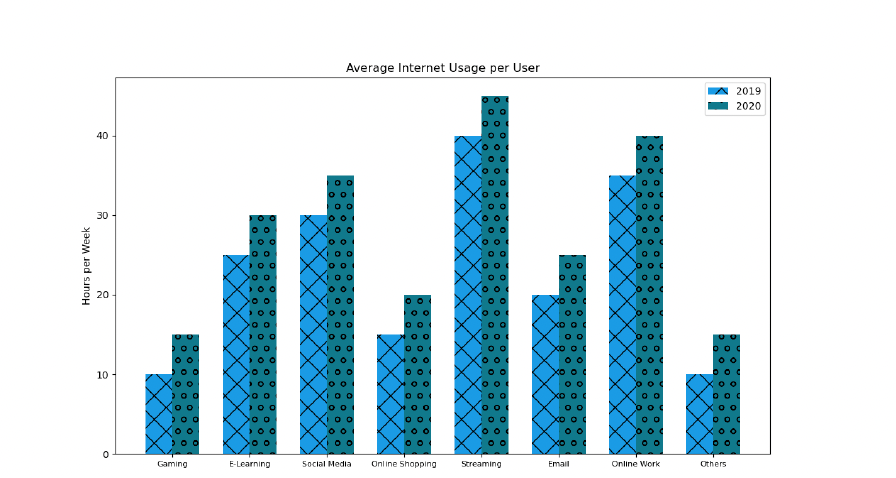 Average Internet Usage per User
2019
2020
Hours per Week
40
30
20
10
0
Gaming E-Learning Social Media Online Shopping Streaming Email Online Work Others